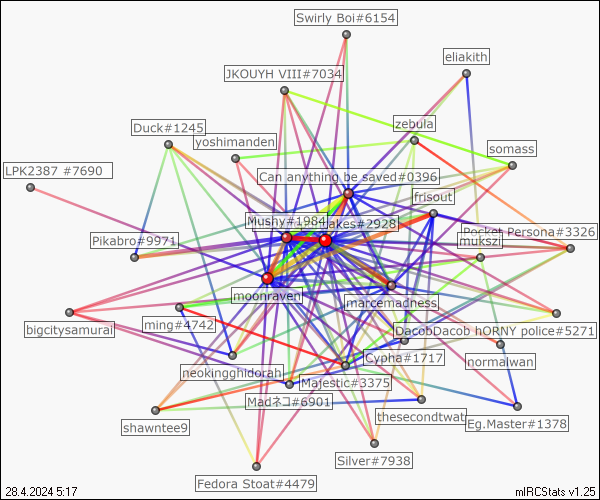 Swirly Boi#6154
eliakith
JKOUYH VIII#7034
zebula
Duck#1245
yoshimanden
somass
LPK2387 #7690
Can anything be saved#0396
frisout
Mushy#1984
akes#2928
Pocket Persona#3326
Pikabro#9971
mukszi
moonraven
marcemadness
bigcitysamurai
ming#4742
DacobDacob hORNY police#5271
Cypha#1717
normalwan
neokingghidorah
Majestic#3375
Madネコ#6901
thesecondtwat
shawntee9
Eg.Master#1378
Silver#7938
Fedora Stoat#4479
28.4.2024 5:17
mIRCStats v1.25